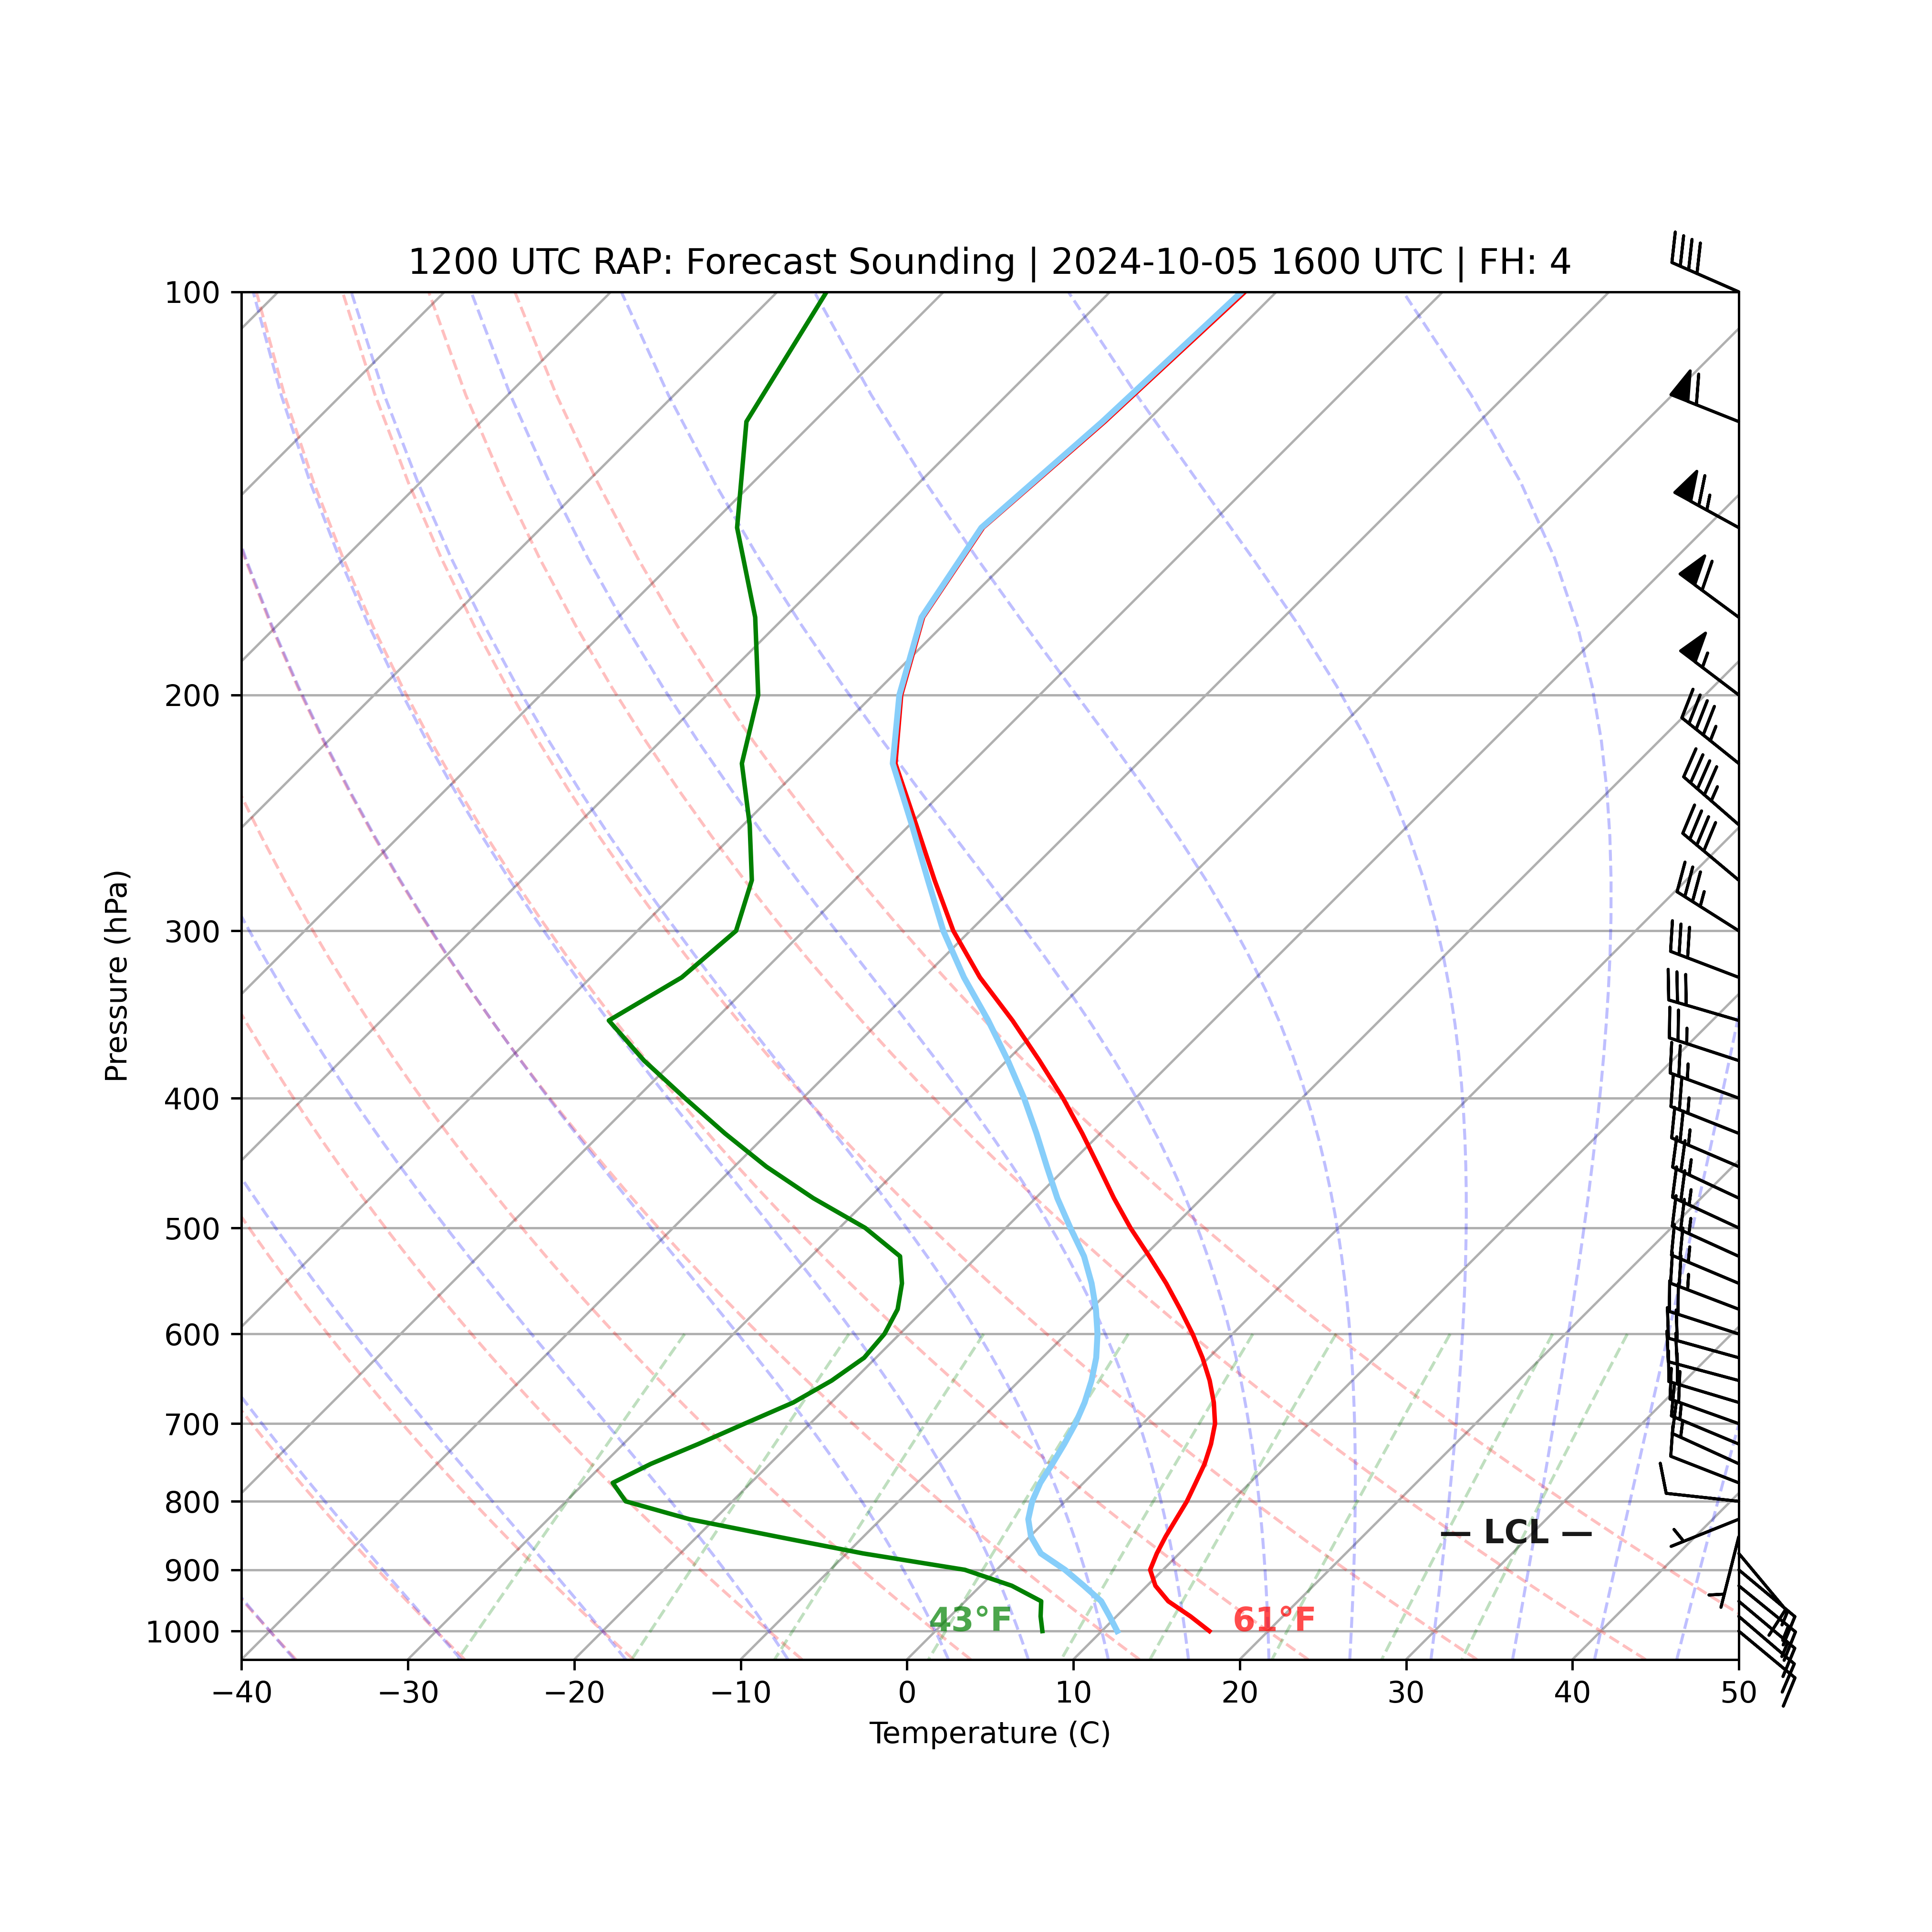 1200 UTC RAP: Forecast Sounding | 2024-10-05 1600 UTC | FH: 4
100
200
300
400
500
600
700
800
900
1000
Pressure (hPa)
— LCL —
43°F
61°F
−40 −30 −20 −10 0 10 20 30 40 50
Temperature (C)